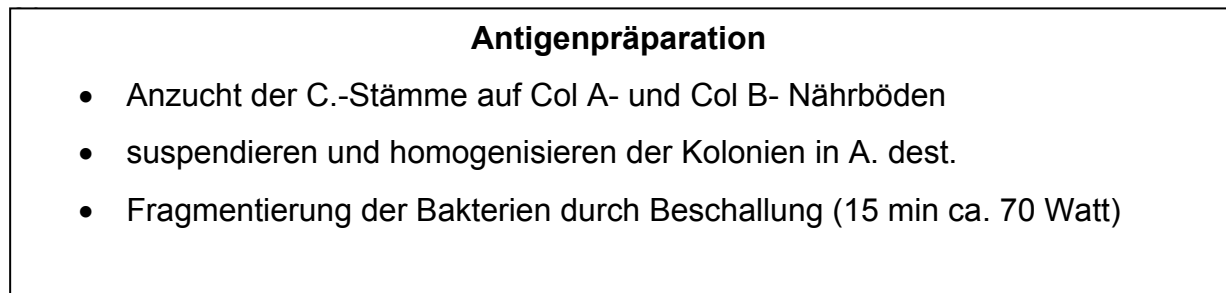 Antigenpräparation
• Anzucht der C.-Stämme auf Col A- und Col B- Nährböden
• suspendieren und homogenisieren der Kolonien in A. dest.
• Fragmentierung der Bakterien durch Beschallung (15 min ca. 70 Watt)